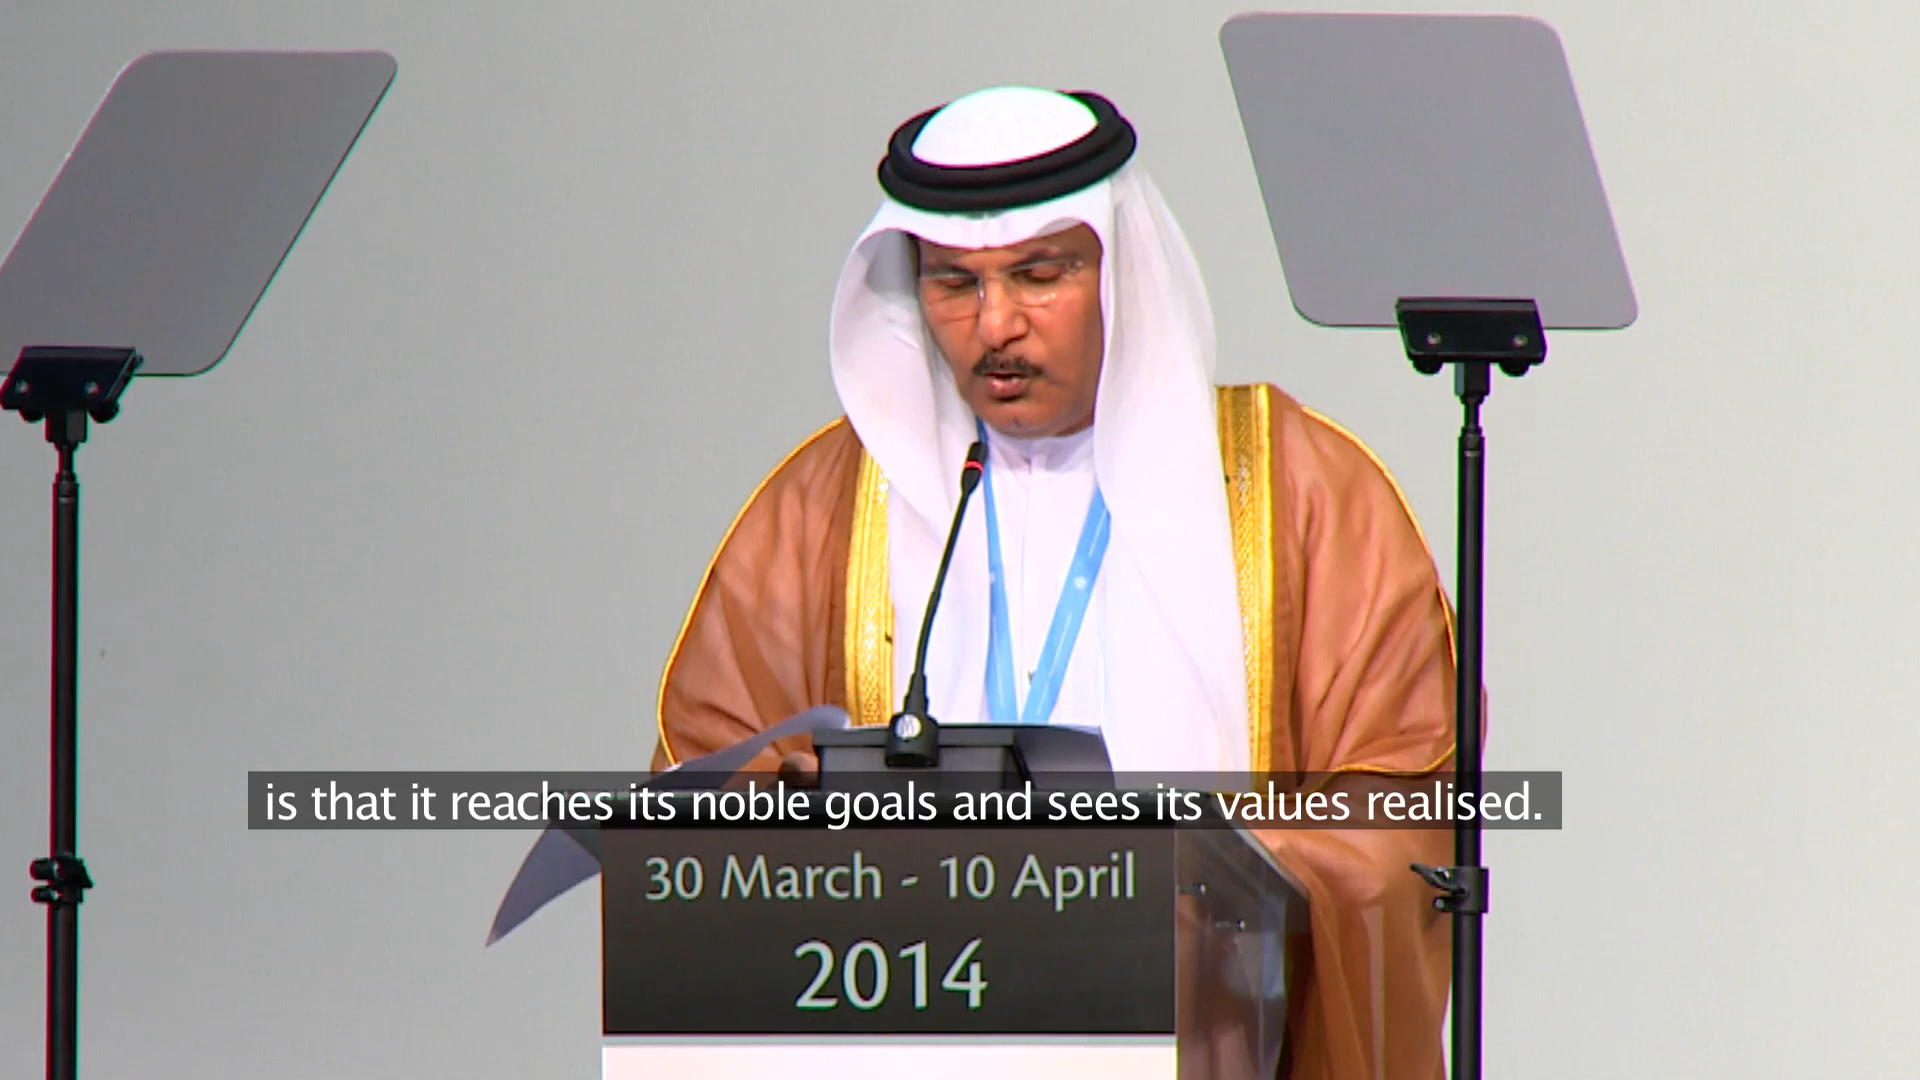 is that it reaches its noble goals and sees its values realised.
30 March - 10 April
2014